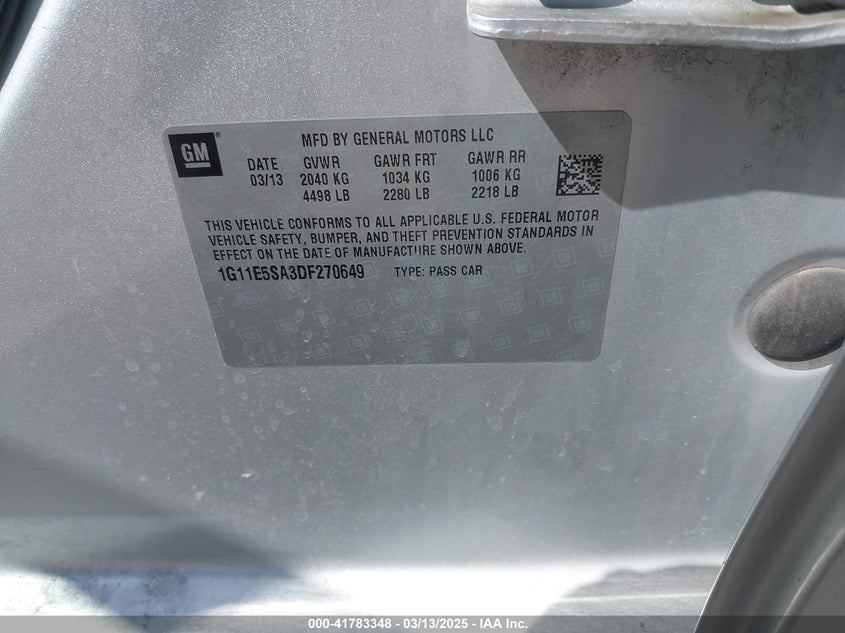 GM
MFD BY GENERAL MOTORS LLC
DATE GVWR GAWR FRT GAWR RR
03/13 2040 KG 1034 KG 1006 KG
4498 LB 2280 LB 2218 LB
THIS VEHICLE CONFORMS TO ALL APPLICABLE U.S. FEDERAL MOTOR
VEHICLE SAFETY, BUMPER, AND THEFT PREVENTION STANDARDS IN
EFFECT ON THE DATE OF MANUFACTURE SHOWN ABOVE.
1G11E5SA3DF270649 TYPE: PASS CAR
000-41783348 - 03/13/2025 - IAA Inc.